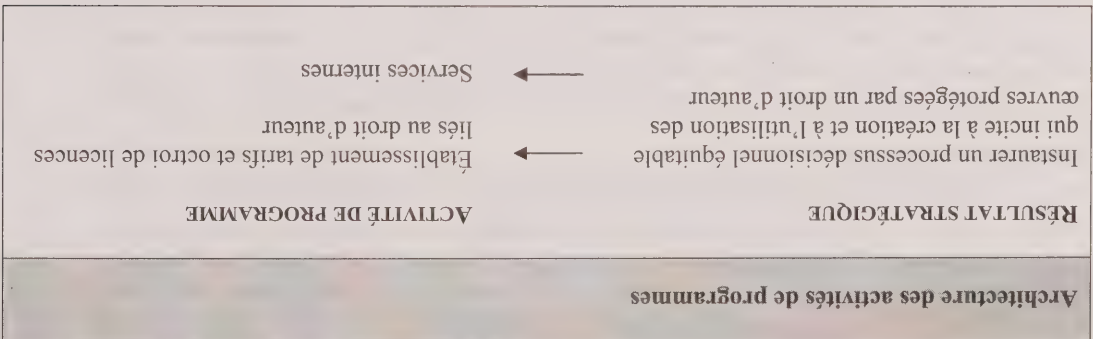 Architecture des activités de programmes
RÉSULTAT STRATÉGIQUE
ACTIVITÉ DE PROGRAMME
Instaurer un processus décisionnel équitable
qui incite à la création et à l'utilisation des
œuvres protégées par un droit d'auteur
Établissement de tarifs et octroi de licences
liés au droit d'auteur
Services internes